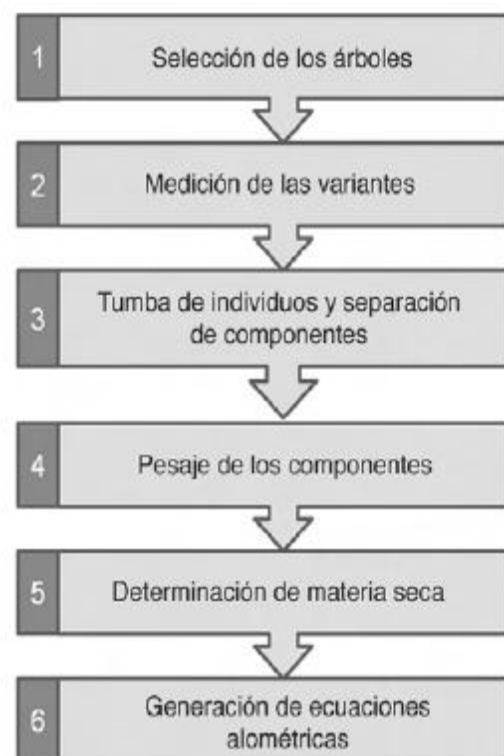 1 Selección de los árboles
2 Medición de las variantes
3 Tumba de individuos y separación
de componentes
4 Pesaje de los componentes
5 Determinación de materia seca
6 Generación de ecuaciones
alométricas